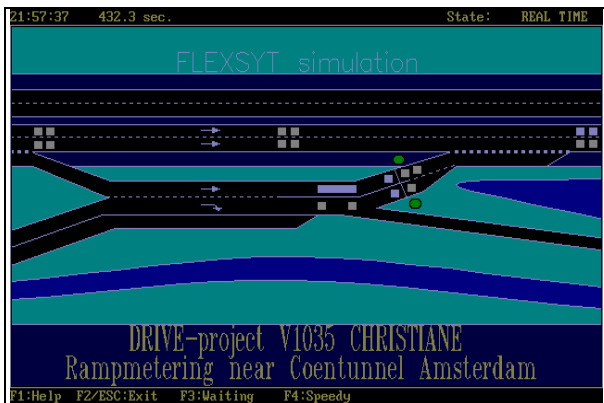 21:57:37 432.3 sec. State: REAL TIME
FLEXSYT simulation
DRIVE-project V1035 CHRISTIANE
Rampmetering near Coentunnel Amsterdam
F1:Help F2/ESC:Exit F3:Waiting F4:Speedy